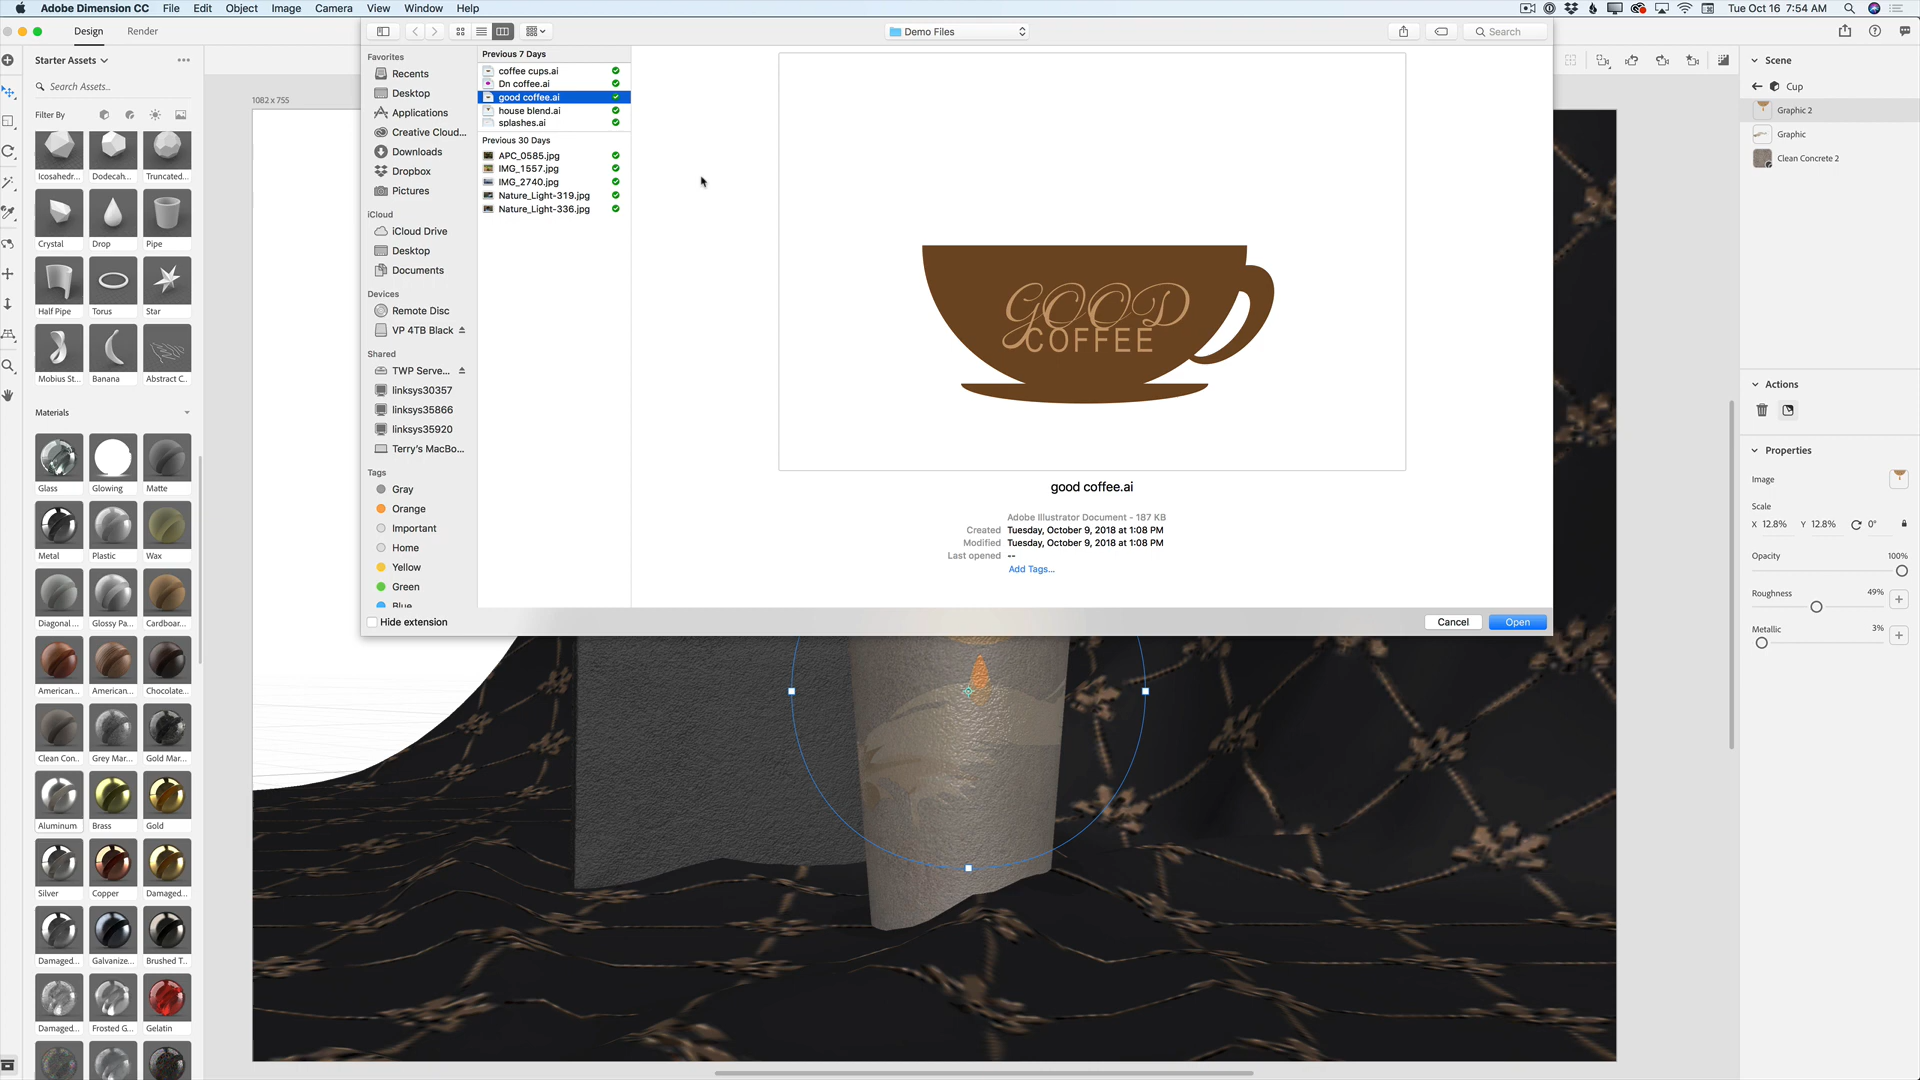 Adobe Dimension CC File Edit Object Image Camera View Window Help
Tue Oct 16 7:54 AM
Design Render
Demo Files
Search
Starter Assets
Search Assets..
Filter By
Icosahedr... Dodecah... Truncated...
Crystal Drop Pipe
Half Pipe Torus Star
Mobius St... Banana Abstract C..
Materials
Glass Glowing Matte
Metal Plastic Wax
Diagonal ... Glossy Pa... Cardboar...
American... American... Chocolate...
Clean Con.. Grey Mar... Gold Mar...
Aluminum Brass Gold
Silver Copper Damaged...
Damaged... Galvanize... Brushed T..
Damaged... Frosted G... Gelatin
1082 x 755
Favorites
Recents
Desktop
Applications
Creative Cloud...
Downloads
Dropbox
Pictures
iCloud
iCloud Drive
Desktop
Documents
Devices
Remote Disc
VP 4TB Black
Shared
TWP Serve...
linksys30357
linksys35866
linksys35920
Terry's MacBo...
Tags
Gray
Orange
Important
Home
Yellow
Green
Blue
Previous 7 Days
coffee cups.ai
Dn coffee.ai
good coffee.ai
house blend.ai
splashes.ai
Previous 30 Days
APC_0585.jpg
IMG_1557.jpg
IMG_2740.jpg
Nature_Light-319.jpg
Nature_Light-336.jpg
GOOD
COFFEE
good coffee.ai
Adobe Illustrator Document - 187 KB
Created Tuesday, October 9, 2018 at 1:08 PM
Modified Tuesday, October 9, 2018 at 1:08 PM
Last opened --
Add Tags...
Hide extension
Cancel Open
Scene
Cup
Graphic 2
Graphic
Clean Concrete 2
Actions
Properties
Image
Scale
X 12.8% Y 12.8% 0°
Opacity 100%
Roughness 49%
Metallic 3%